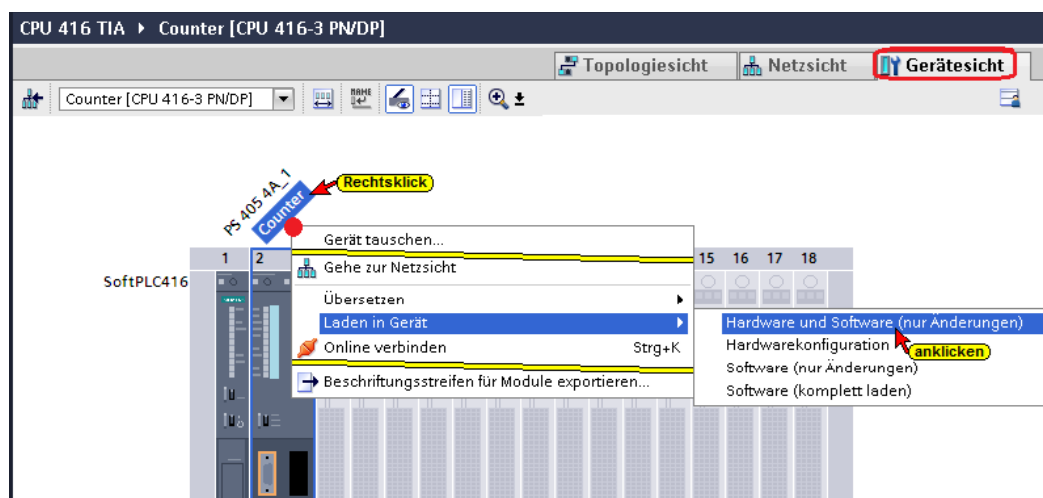 CPU 416 TIA ▸ Counter [CPU 416-3 PN/DP]
Topologiesicht Netzsicht Gerätesicht
Counter [CPU 416-3 PN/DP]
PS 405 4A_1
Counter
Rechtsklick
Gerät tauschen...
1 2 15 16 17 18
Gehe zur Netzsicht
SoftPLC416
Übersetzen
Laden in Gerät
Hardware und Software (nur Änderungen)
Online verbinden Strg+K
Hardwarekonfiguration
anklicken
Software (nur Änderungen)
Beschriftungsstreifen für Module exportieren...
Software (komplett laden)